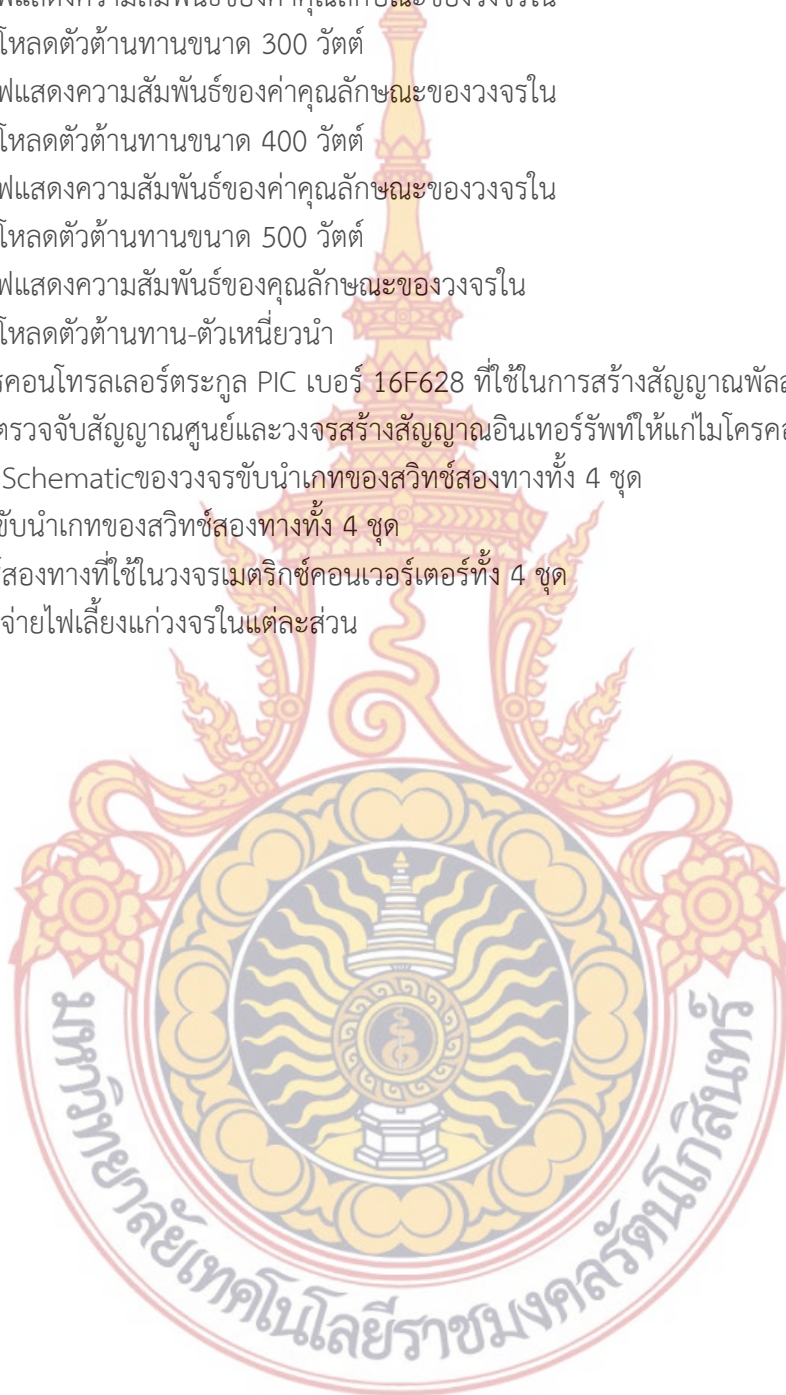 ฟแสดงความสัมพันธ์ของค่าคุณลักษณะของวงจรใน
โหลดตัวต้านทานขนาด 300 วัตต์
ฟแสดงความสัมพันธ์ของค่าคุณลักษณะของวงจรใน
โหลดตัวต้านทานขนาด 400 วัตต์
ฟแสดงความสัมพันธ์ของค่าคุณลักษณะของวงจรใน
โหลดตัวต้านทานขนาด 500 วัตต์
ฟแสดงความสัมพันธ์ของคุณลักษณะของวงจรใน
โหลดตัวต้านทาน-ตัวเหนี่ยวนำ
รคอนโทรลเลอร์ตระกูล PIC เบอร์ 16F628 ที่ใช้ในการสร้างสัญญาณพัลส
ตรวจจับสัญญาณศูนย์และวงจรสร้างสัญญาณอินเทอร์รัพท์ให้แก่ไมโครคอ
Schematicของวงจรขับนำเกทของสวิทช์สองทางทั้ง 4 ชุด
ขับนำเกทของสวิทช์สองทางทั้ง 4 ชุด
์สองทางที่ใช้ในวงจรเมตริกซ์คอนเวอร์เตอร์ทั้ง 4 ชุด
จ่ายไฟเลี้ยงแก่วงจรในแต่ละส่วน
มหาวิทยาลัยเทคโนโลยีราชมงคลรัตนโกสินทร์